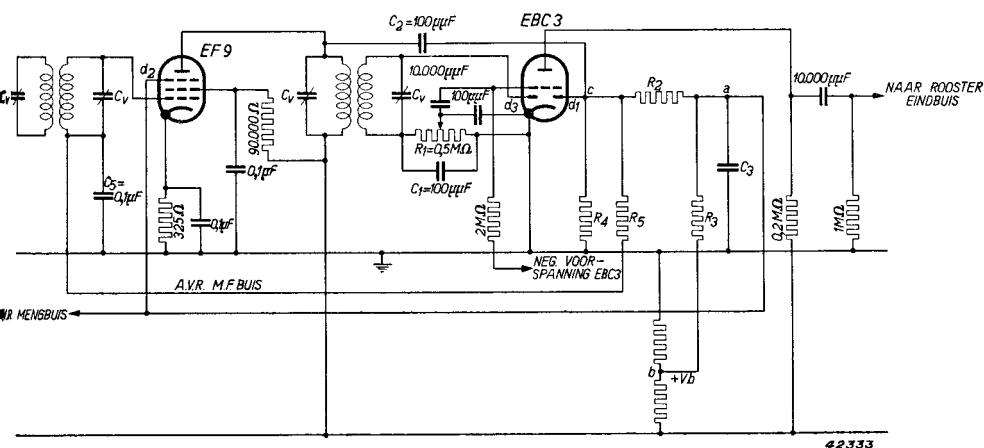 C2=100µµF
EBC3
EF9
d2
Cv
Cv
Cv
Cv
10.000µµF
100µµF
d3
d1
c
R2
a
10.000µµF
NAAR ROOSTER
EINDBUIS
90.000Ω
0,1µF
R1=0,5MΩ
C1=100µµF
C5=
0,1µF
325Ω
0,1µF
2MΩ
R4
R5
R3
C3
0,2MΩ
1MΩ
NEG. VOOR-
SPANNING EBC3
A.V.R. M.F. BUIS
MENGBUIS
b
+Vb
42333